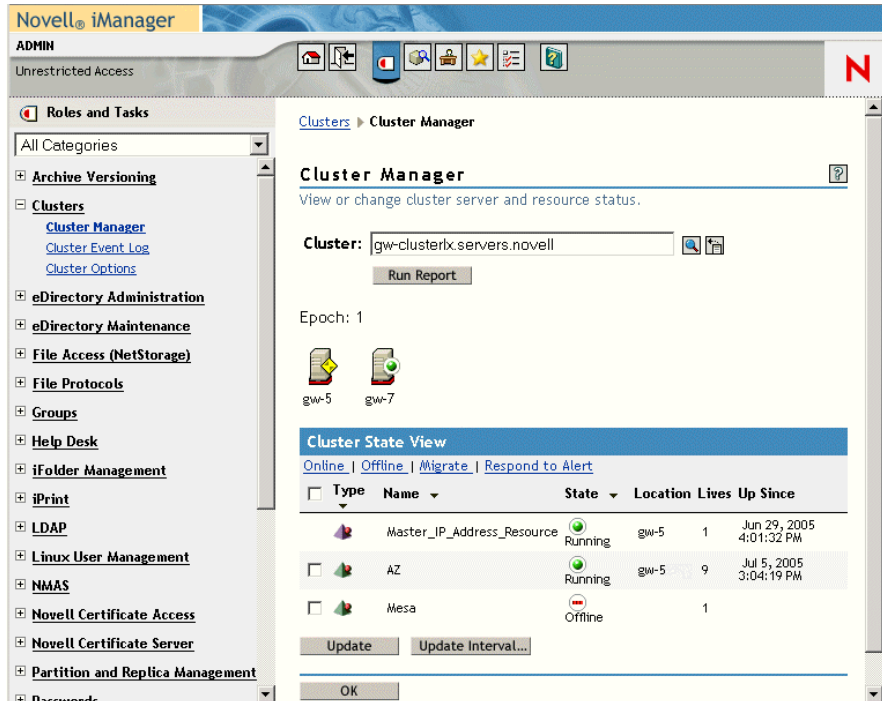 Novell® iManager
ADMIN
Unrestricted Access
N
Roles and Tasks
All Categories
Archive Versioning
Clusters
Cluster Manager
Cluster Event Log
Cluster Options
eDirectory Administration
eDirectory Maintenance
File Access (NetStorage)
File Protocols
Groups
Help Desk
iFolder Management
iPrint
LDAP
Linux User Management
NMAS
Novell Certificate Access
Novell Certificate Server
Partition and Replica Management
Passwords
Clusters Cluster Manager
Cluster Manager ?
View or change cluster server and resource status.
Cluster: gw-clusterlx.servers.novell
Run Report
Epoch: 1
gw-5 gw-7
Cluster State View
Online | Offline | Migrate | Respond to Alert
Type Name State Location Lives Up Since
Master_IP_Address_Resource Running gw-5 1 Jun 29, 2005 4:01:32 PM
AZ Running gw-5 9 Jul 5, 2005 3:04:19 PM
Mesa Offline 1
Update Update Interval...
OK